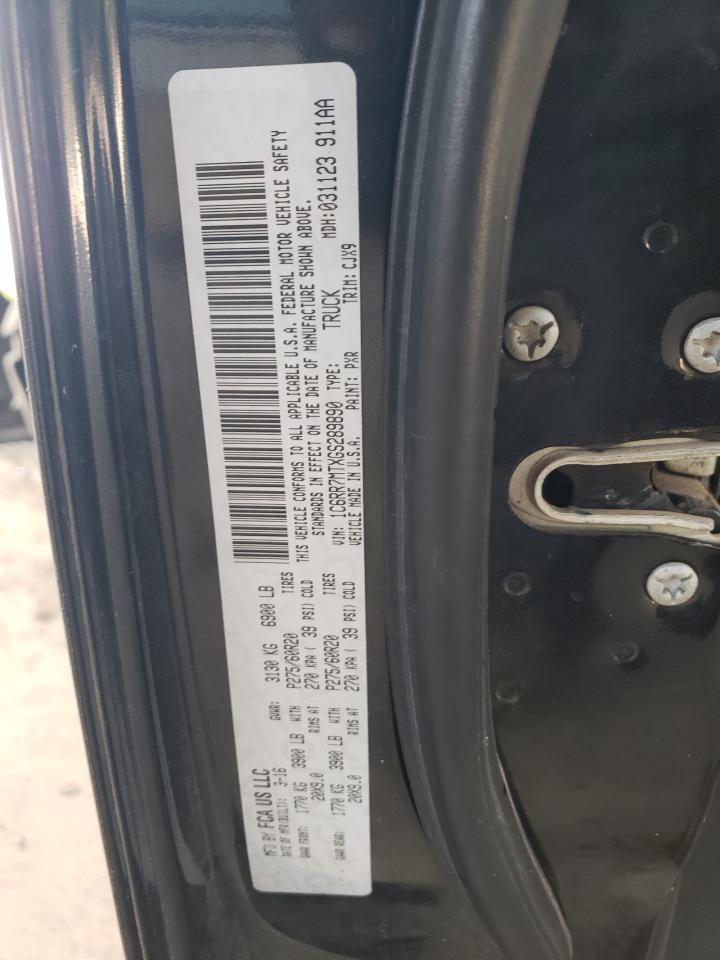 MFD BY FCA US LLC
DATE OF MFR(BUILT): 3-16 GVWR: 3130 KG 6900 LB
GAWR FRONT: 1770 KG 3900 LB WITH P275/60R20 TIRES
20X9.0 RIMS AT 270 KPA ( 39 PSI) COLD
GAWR REAR: 1770 KG 3900 LB WITH P275/60R20 TIRES
20X9.0 RIMS AT 270 KPA ( 39 PSI) COLD
THIS VEHICLE CONFORMS TO ALL APPLICABLE U.S.A. FEDERAL MOTOR VEHICLE SAFETY
STANDARDS IN EFFECT ON THE DATE OF MANUFACTURE SHOWN ABOVE.
VIN: 1C6RR7MTXGS289890 TYPE: TRUCK MDH:031123 911AA
VEHICLE MADE IN U.S.A. PAINT: PXR TRIM: CJX9